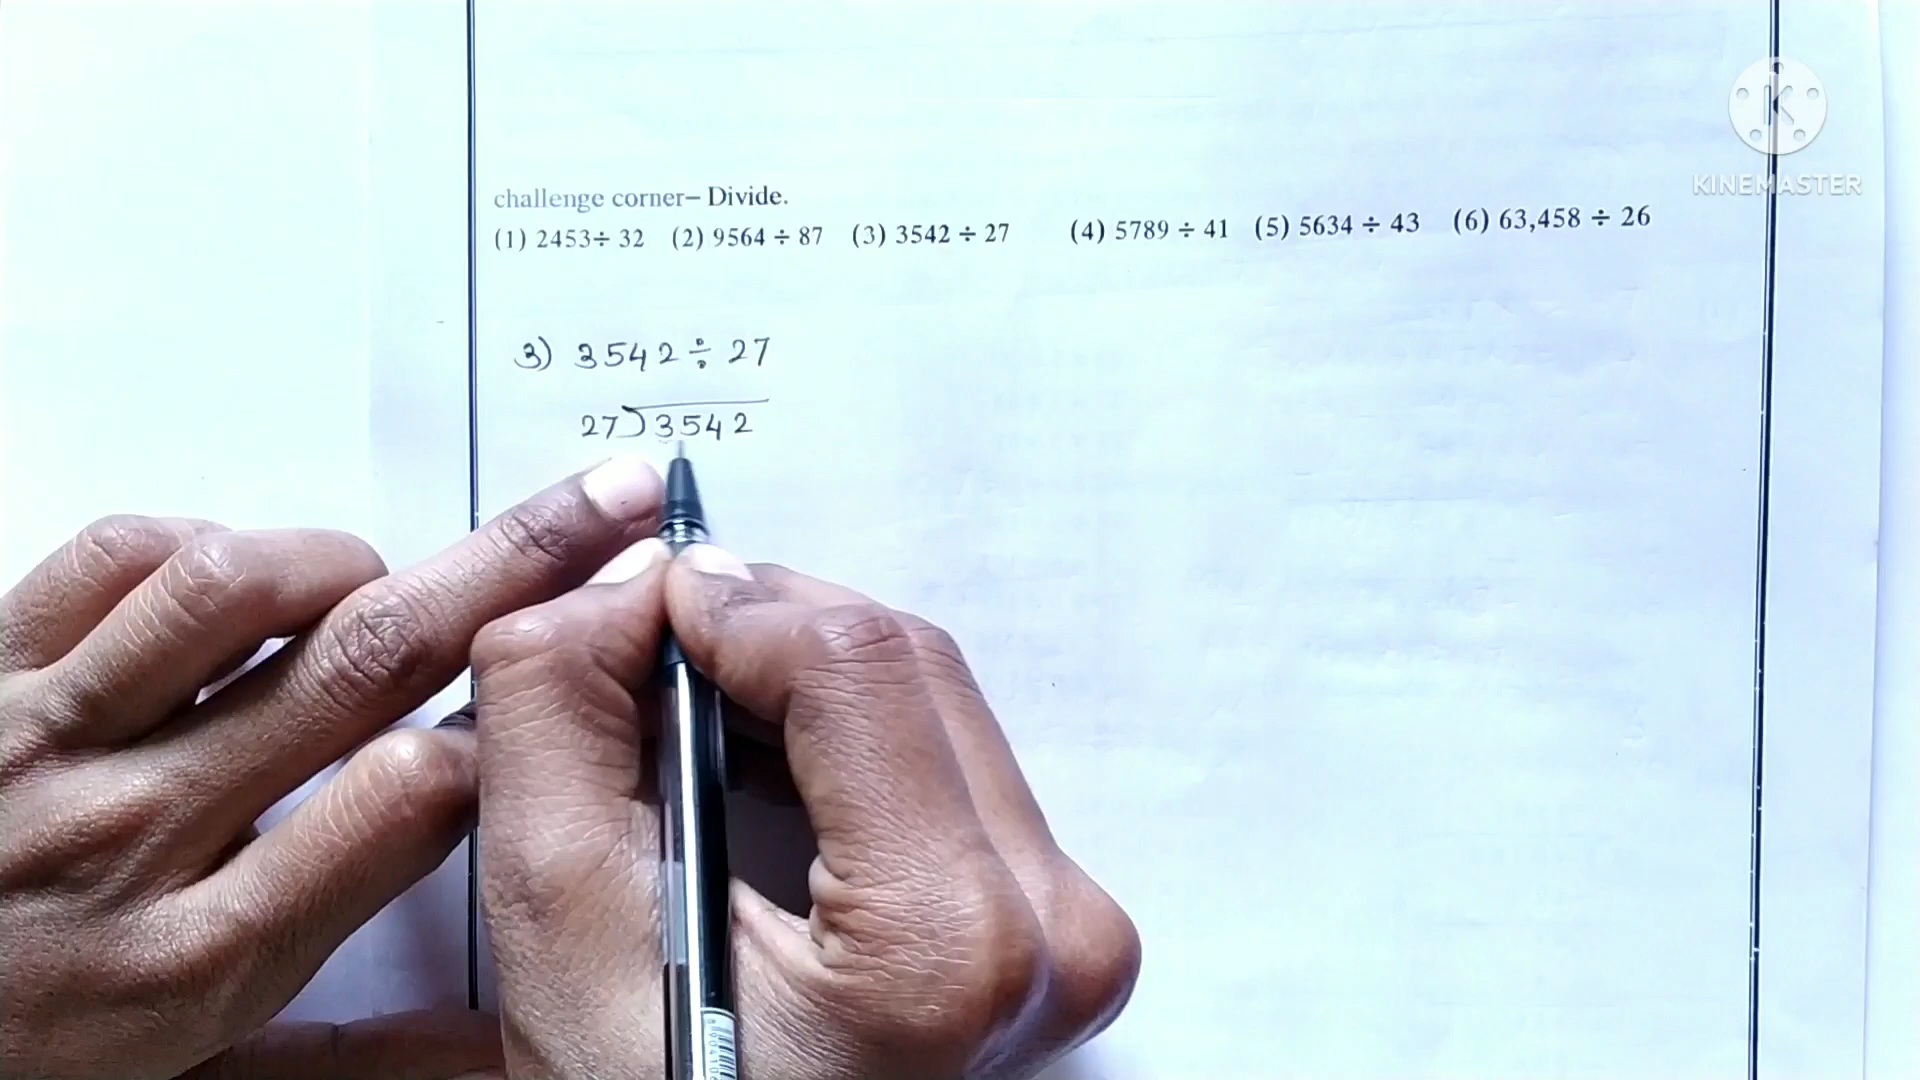 K
KINEMASTER
challenge corner– Divide.
(1) 2453÷ 32 (2) 9564 ÷ 87 (3) 3542 ÷ 27 (4) 5789 ÷ 41 (5) 5634 ÷ 43 (6) 63,458 ÷ 26
3) 3542 ÷ 27
27)3542